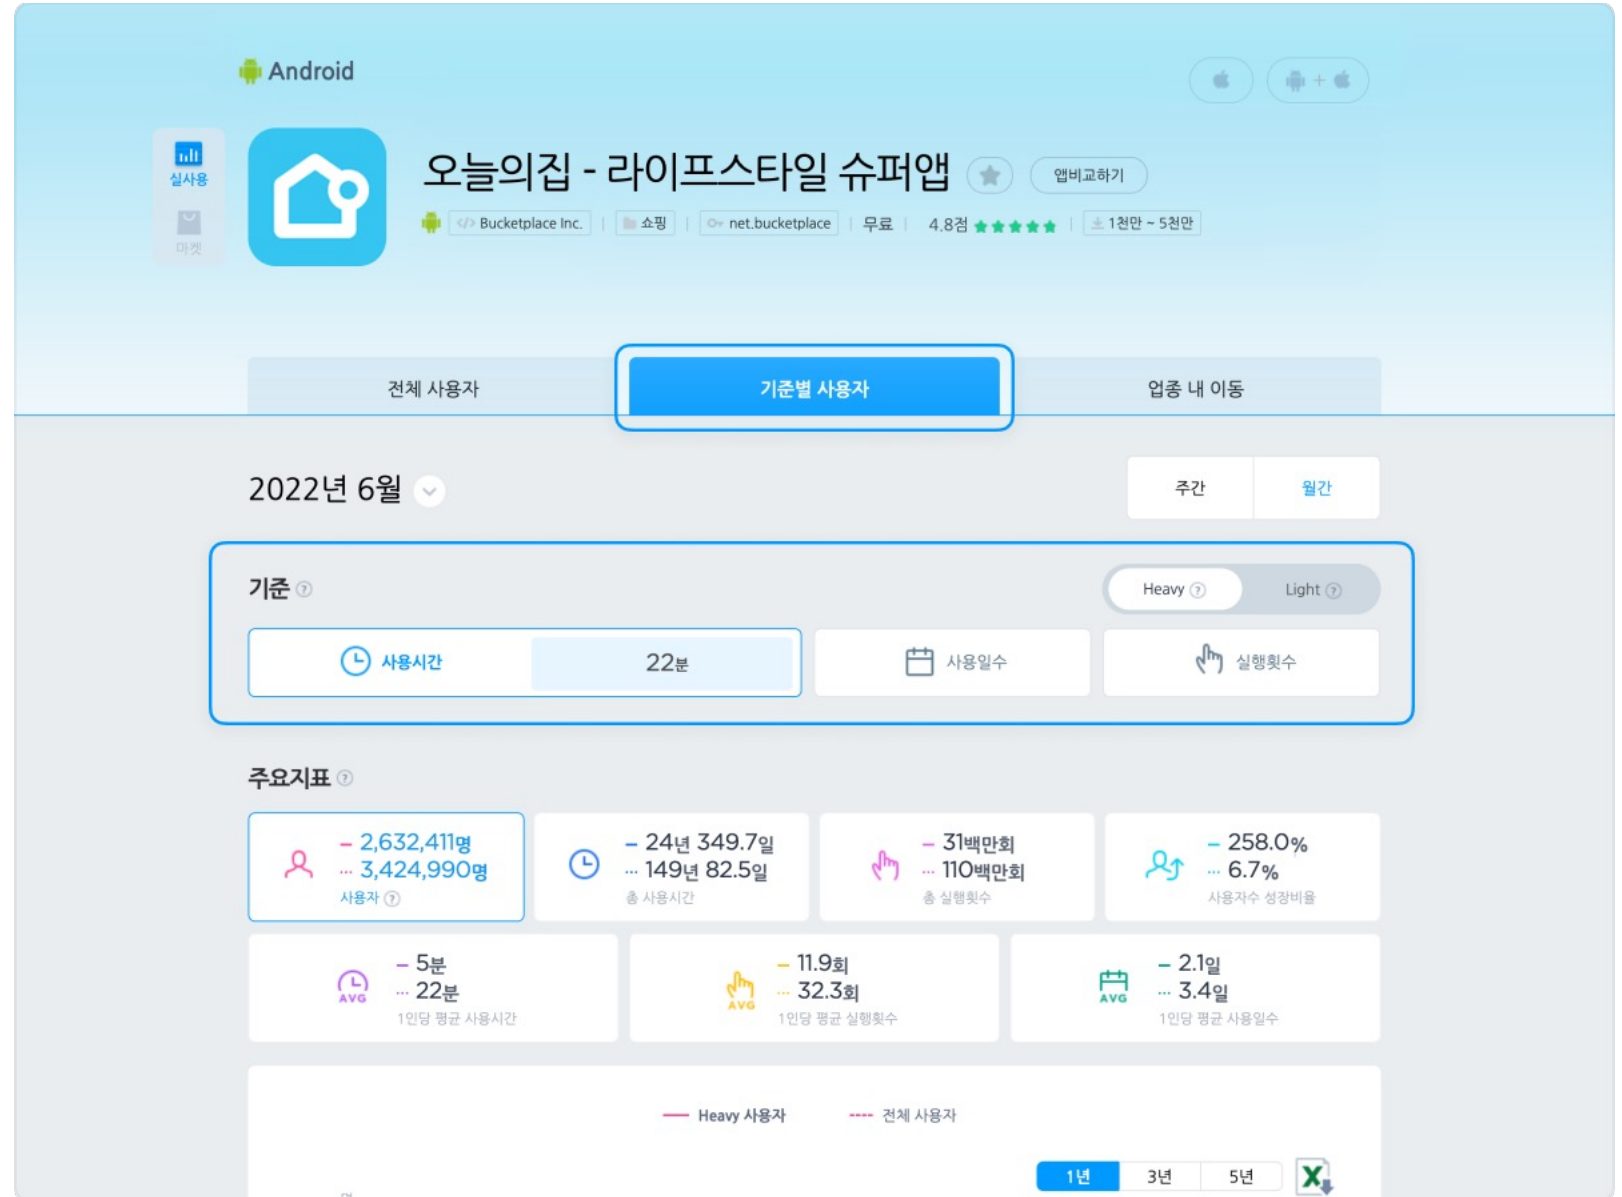 Android
+
실사용
마켓
오늘의집 - 라이프스타일 슈퍼앱
앱비교하기
</> Bucketplace Inc. | 쇼핑 | net.bucketplace | 무료 | 4.8점 ★★★★★ | 1천만 ~ 5천만
전체 사용자 기준별 사용자 업종 내 이동
2022년 6월
주간 월간
기준 ?
Heavy ? Light ?
사용시간 22분 사용일수 실행횟수
주요지표 ?
2,632,411명
3,424,990명
사용자 ?
24년 349.7일
149년 82.5일
총 사용시간
31백만회
110백만회
총 실행횟수
258.0%
6.7%
사용자수 성장비율
AVG
5분
22분
1인당 평균 사용시간
AVG
11.9회
32.3회
1인당 평균 실행횟수
AVG
2.1일
3.4일
1인당 평균 사용일수
Heavy 사용자 전체 사용자
1년 3년 5년 X